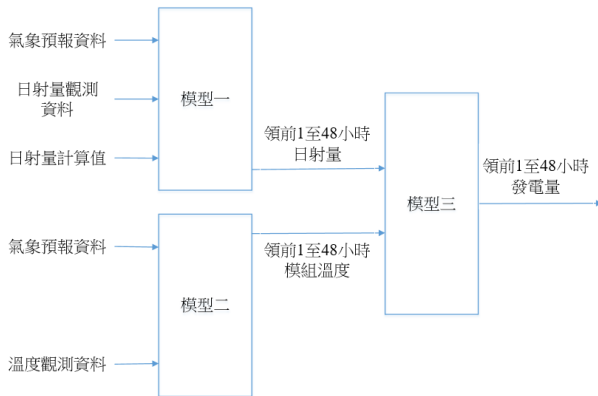 氣象預報資料
日射量觀測
資料
日射量計算值
模型一
領前1至48小時
日射量
氣象預報資料
溫度觀測資料
模型二
領前1至48小時
模組溫度
模型三
領前1至48小時
發電量